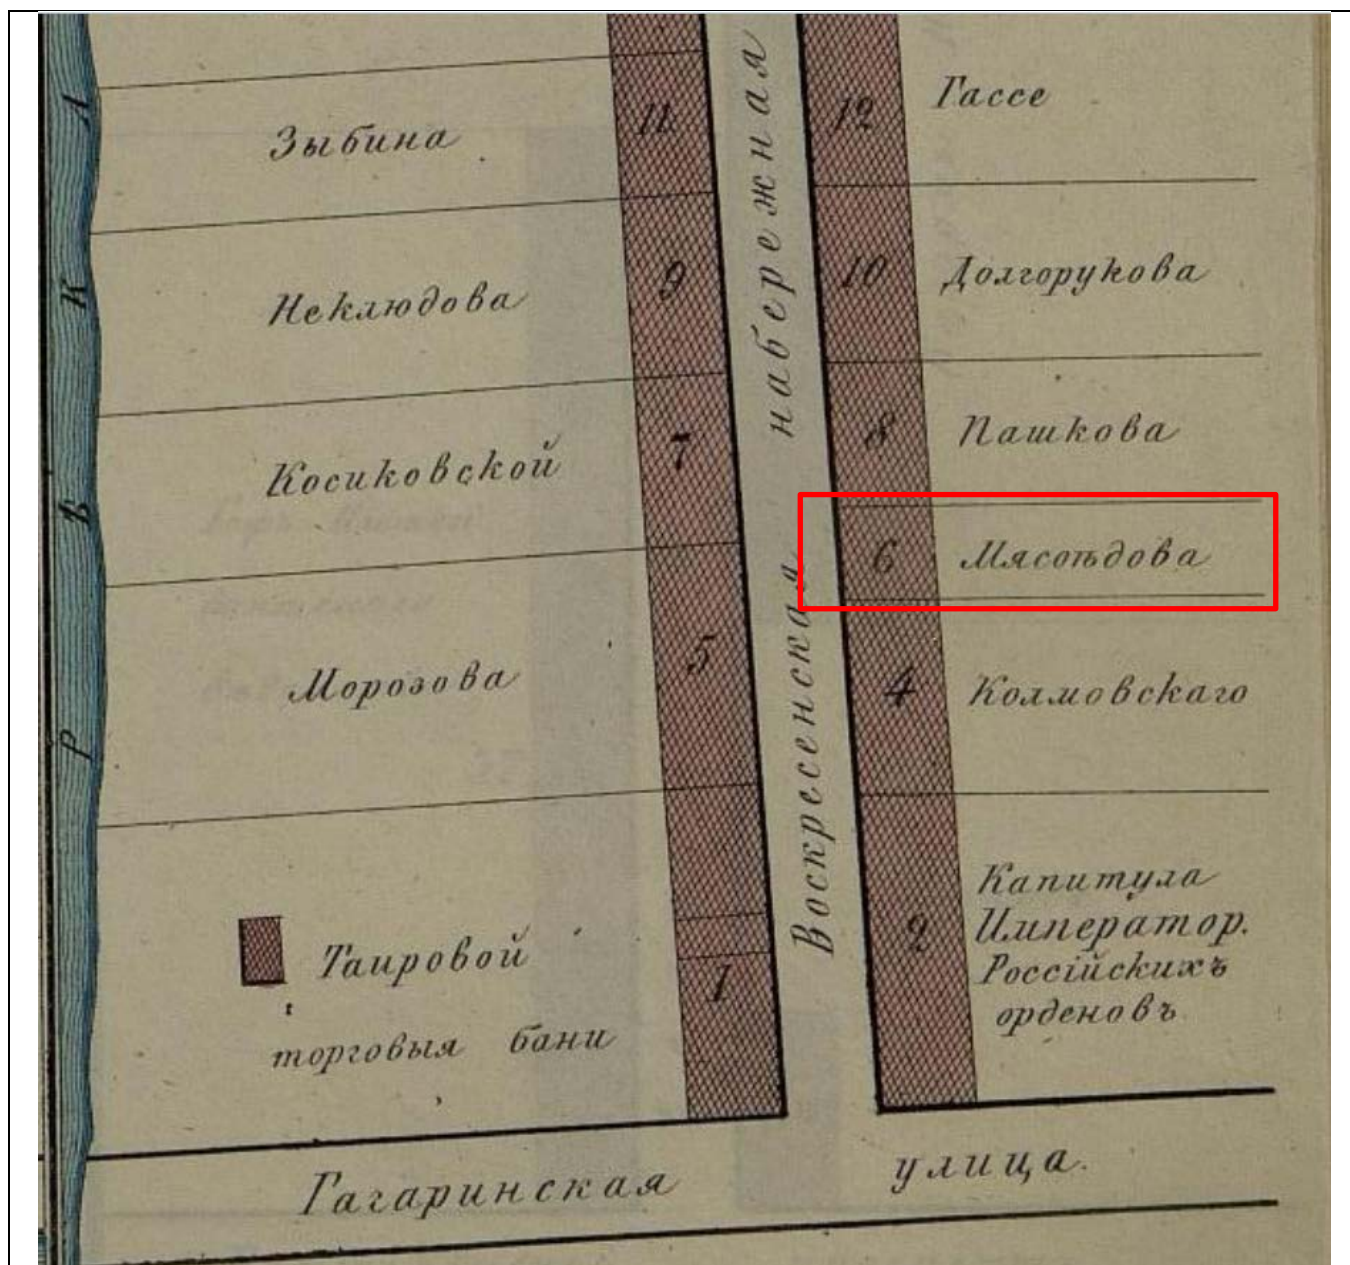 Л
К
В
Р
Зыбина
11
Неклюдова
9
Косиковской
7
Морозова
5
Таировой
торговыя бани
1
Воскресенская набережная
12
Гассе
10
Долгорукова
8
Пашкова
6
Мясоѣдова
4
Колмовскаго
2
Капитула
Император.
Россійскихъ
орденовъ
Гагаринская улица.